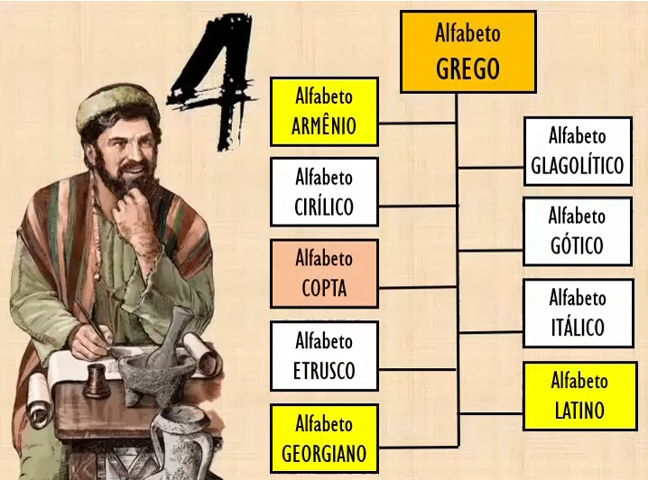 4
Alfabeto
GREGO
Alfabeto
ARMÊNIO
Alfabeto
CIRÍLICO
Alfabeto
COPTA
Alfabeto
ETRUSCO
Alfabeto
GEORGIANO
Alfabeto
GLAGOLÍTICO
Alfabeto
GÓTICO
Alfabeto
ITÁLICO
Alfabeto
LATINO